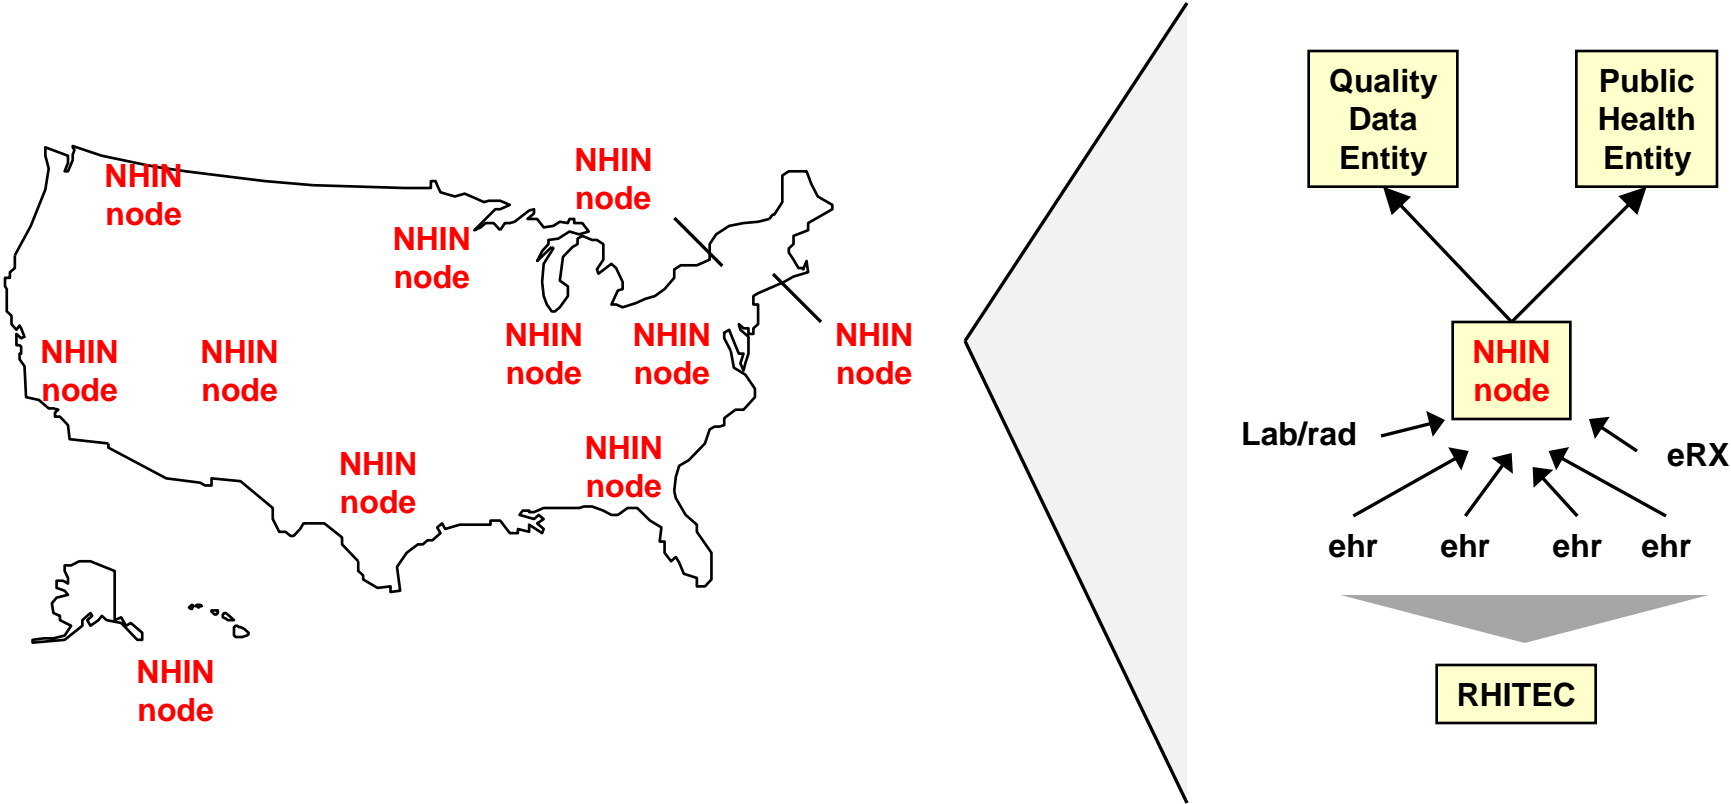 NHIN
node
NHIN
node
NHIN
node
NHIN
node
NHIN
node
NHIN
node
NHIN
node
NHIN
node
NHIN
node
NHIN
node
NHIN
node
Quality
Data
Entity
Public
Health
Entity
NHIN
node
Lab/rad
eRX
ehr
ehr
ehr
ehr
RHITEC